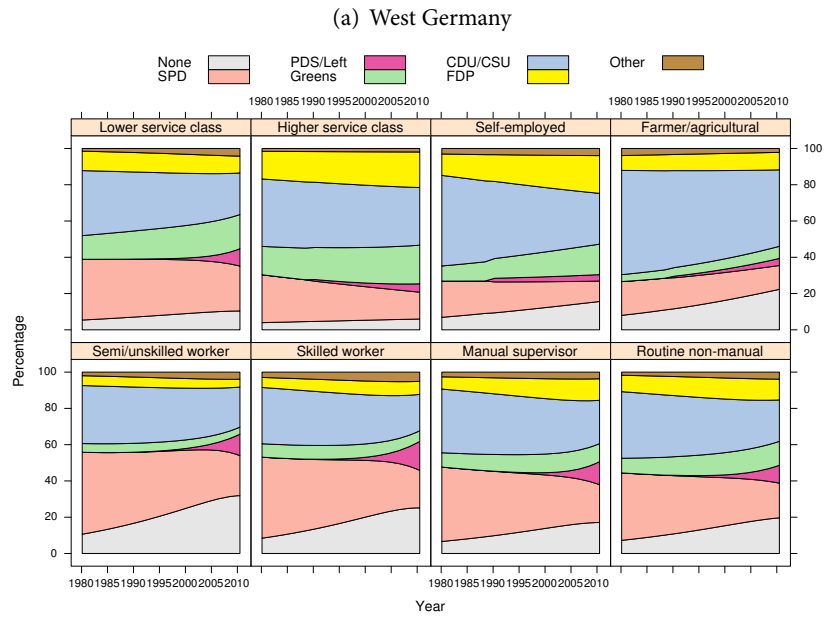 (a) West Germany
None PDS/Left CDU/CSU Other
SPD Greens FDP
1980 1985 1990 1995 2000 2005 2010 1980 1985 1990 1995 2000 2005 2010
Lower service class Higher service class Self-employed Farmer/agricultural
100
80
60
40
20
0
Semi/unskilled worker Skilled worker Manual supervisor Routine non-manual
100
80
60
40
20
0
Percentage
1980 1985 1990 1995 2000 2005 2010 1980 1985 1990 1995 2000 2005 2010
Year